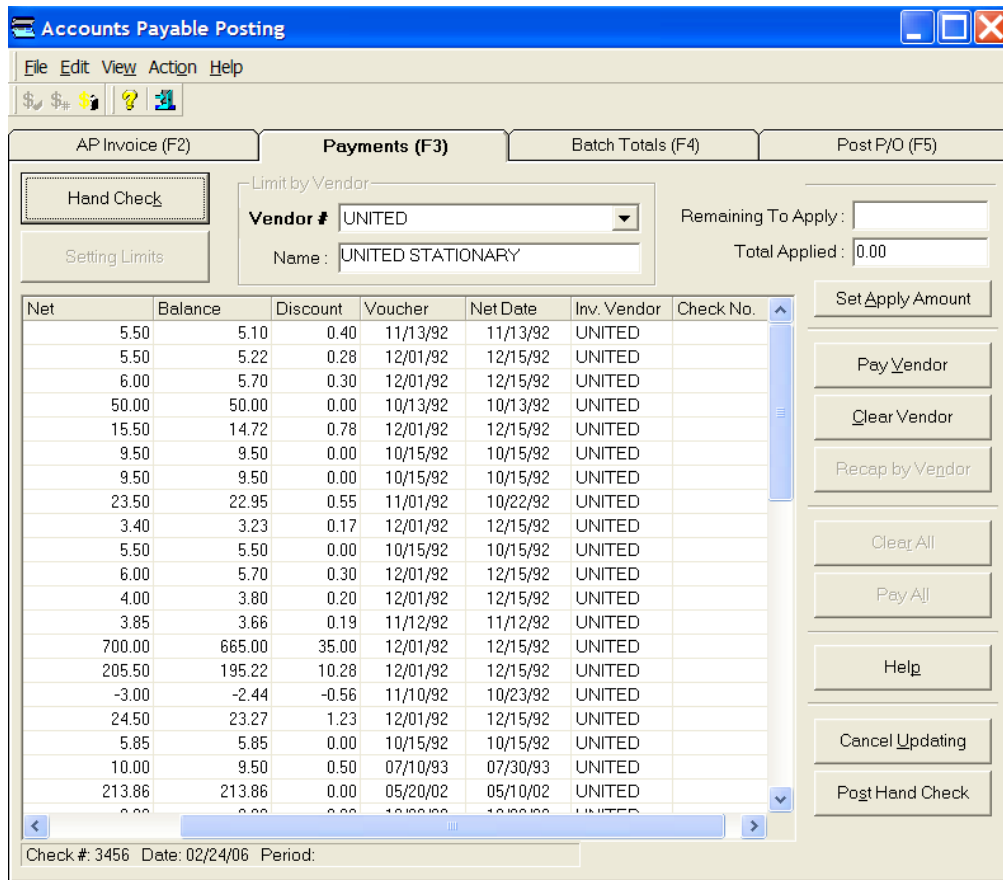 Accounts Payable Posting
File Edit View Action Help
AP Invoice (F2) Payments (F3) Batch Totals (F4) Post P/O (F5)
Hand Check
Setting Limits
Limit by Vendor
Vendor # UNITED
Name : UNITED STATIONARY
Remaining To Apply :
Total Applied : 0.00
Net Balance Discount Voucher Net Date Inv. Vendor Check No.
5.50 5.10 0.40 11/13/92 11/13/92 UNITED
5.50 5.22 0.28 12/01/92 12/15/92 UNITED
6.00 5.70 0.30 12/01/92 12/15/92 UNITED
50.00 50.00 0.00 10/13/92 10/13/92 UNITED
15.50 14.72 0.78 12/01/92 12/15/92 UNITED
9.50 9.50 0.00 10/15/92 10/15/92 UNITED
9.50 9.50 0.00 10/15/92 10/15/92 UNITED
23.50 22.95 0.55 11/01/92 10/22/92 UNITED
3.40 3.23 0.17 12/01/92 12/15/92 UNITED
5.50 5.50 0.00 10/15/92 10/15/92 UNITED
6.00 5.70 0.30 12/01/92 12/15/92 UNITED
4.00 3.80 0.20 12/01/92 12/15/92 UNITED
3.85 3.66 0.19 11/12/92 11/12/92 UNITED
700.00 665.00 35.00 12/01/92 12/15/92 UNITED
205.50 195.22 10.28 12/01/92 12/15/92 UNITED
-3.00 -2.44 -0.56 11/10/92 10/23/92 UNITED
24.50 23.27 1.23 12/01/92 12/15/92 UNITED
5.85 5.85 0.00 10/15/92 10/15/92 UNITED
10.00 9.50 0.50 07/10/93 07/30/93 UNITED
213.86 213.86 0.00 05/20/02 05/10/02 UNITED
Set Apply Amount
Pay Vendor
Clear Vendor
Recap by Vendor
Clear All
Pay All
Help
Cancel Updating
Post Hand Check
Check #: 3456 Date: 02/24/06 Period: